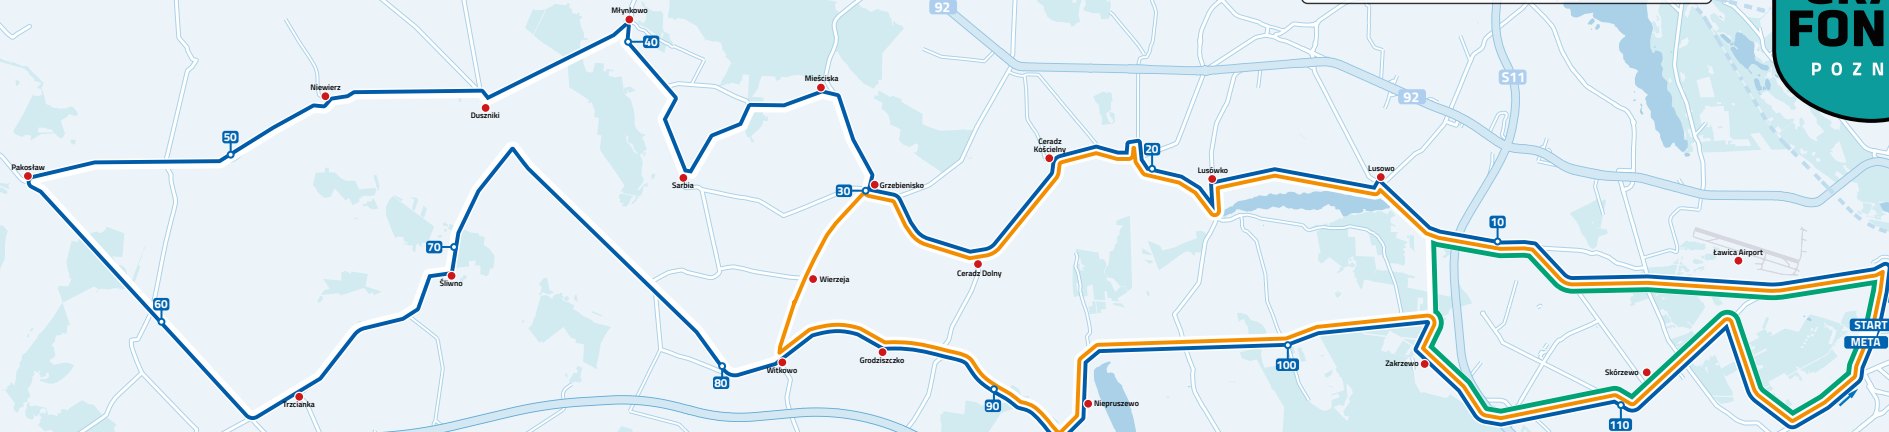 92
Młynkowo
40
FON
POZN
S11
Mieściska
Niewierz
92
Duszniki
50
Ceradz
Kościelny
20
Pakosław
Lusówko
Lusowo
Sarbia
30
Grzebienisko
10
70
Ławica Airport
Ceradz Dolny
Śliwno
Wierzeja
60
START
META
Grodziszczko
Zakrzewo
100
Witkowo
Skórzewo
80
Trzcianka
90
Niepruszewo
110